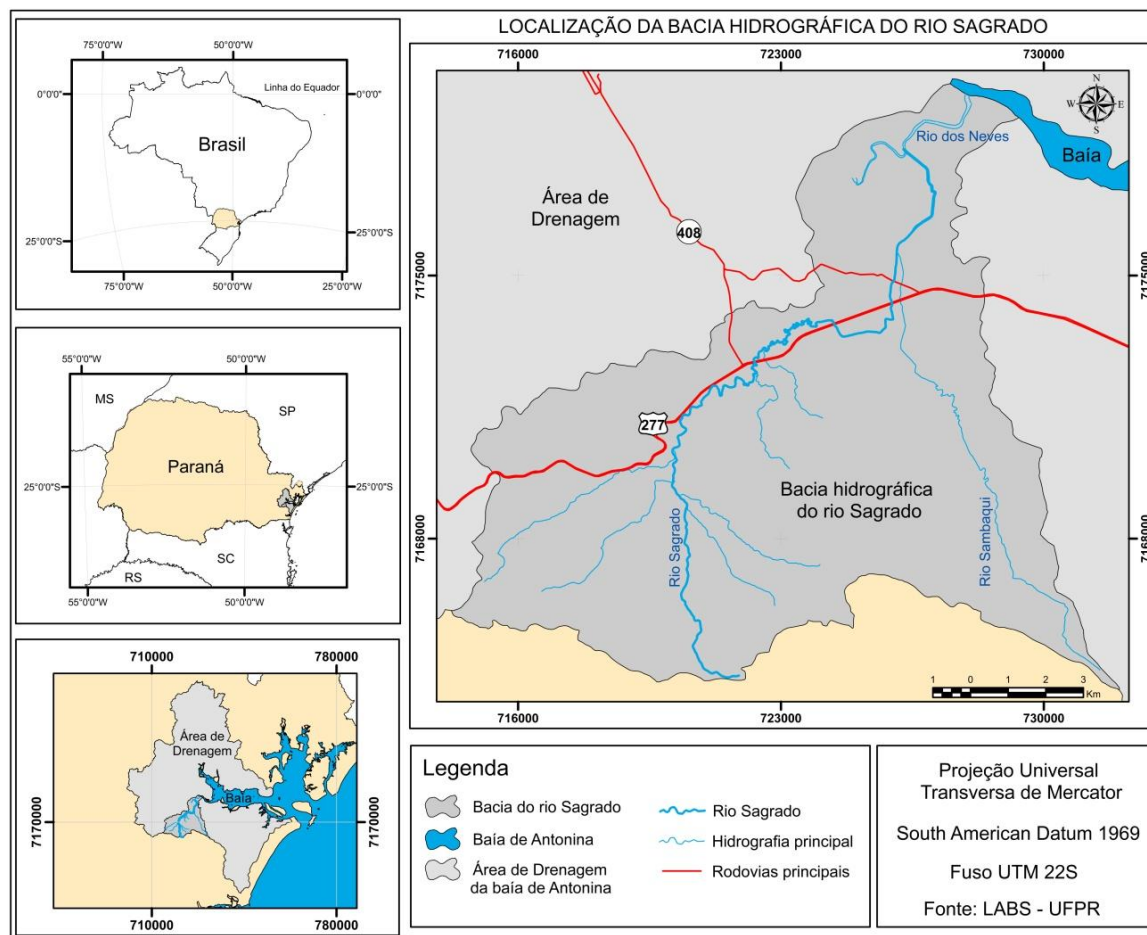 LOCALIZAÇÃO DA BACIA HIDROGRÁFICA DO RIO SAGRADO
75°0'0"W
50°0'0"W
Linha do Equador
0°0'0"
0°0'0"
Brasil
25°0'0"S
25°0'0"S
75°0'0"W
50°0'0"W
25°0'0"W
55°0'0"W
50°0'0"W
MS
SP
Paraná
25°0'0"S
25°0'0"S
SC
RS
55°0'0"W
50°0'0"W
710000
780000
Área de
Drenagem
Baía
7170000
7170000
710000
780000
716000
723000
730000
N
W
E
S
Rio dos Neves
Baía
Área de
Drenagem
408
7175000
7175000
277
Bacia hidrográfica
do rio Sagrado
Rio Sagrado
Rio Sambaqui
7168000
7168000
1 0 1 2 3
Km
716000
723000
730000
Legenda
Bacia do rio Sagrado
Baía de Antonina
Área de Drenagem
da baía de Antonina
Rio Sagrado
Hidrografia principal
Rodovias principais
Projeção Universal
Transversa de Mercator
South American Datum 1969
Fuso UTM 22S
Fonte: LABS - UFPR